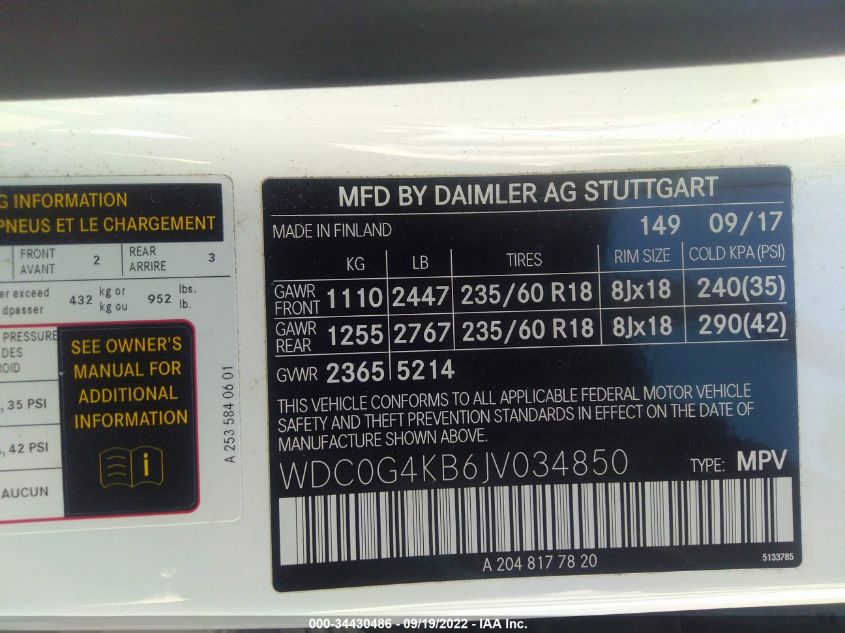 G INFORMATION
PNEUS ET LE CHARGEMENT
FRONT AVANT 2 REAR ARRIERE 3
er exceed dpasser 432 kg or kg ou 952 lbs. lb.
PRESSURE
DES
ROID
, 35 PSI
, 42 PSI
AUCUN
SEE OWNER'S
MANUAL FOR
ADDITIONAL
INFORMATION
i
A 253 584 06 01
MFD BY DAIMLER AG STUTTGART
MADE IN FINLAND 149 09/17
KG LB TIRES RIM SIZE COLD KPA(PSI)
GAWR FRONT 1110 2447 235/60 R18 8Jx18 240(35)
GAWR REAR 1255 2767 235/60 R18 8Jx18 290(42)
GVWR 2365 5214
THIS VEHICLE CONFORMS TO ALL APPLICABLE FEDERAL MOTOR VEHICLE
SAFETY AND THEFT PREVENTION STANDARDS IN EFFECT ON THE DATE OF
MANUFACTURE SHOWN ABOVE.
WDC0G4KB6JV034850 TYPE: MPV
A 204 817 78 20 5133785
000-34430486 - 09/19/2022 - IAA Inc.